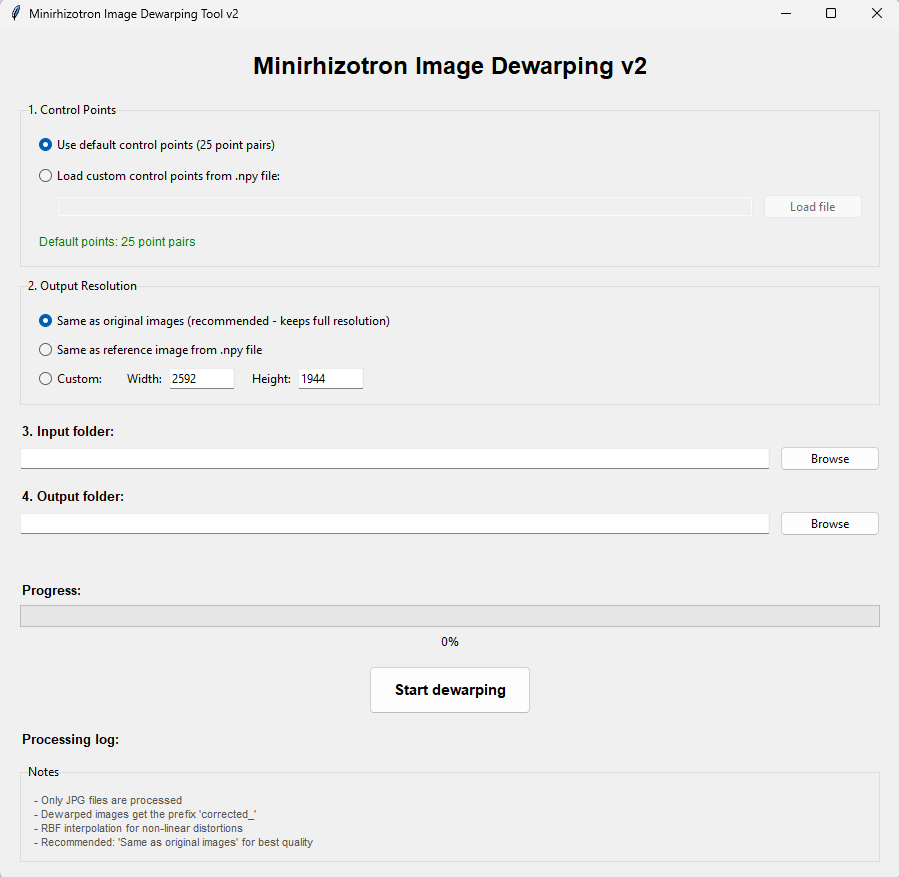 Minirhizotron Image Dewarping Tool v2
Minirhizotron Image Dewarping v2
1. Control Points
Use default control points (25 point pairs)
Load custom control points from .npy file:
Load file
Default points: 25 point pairs
2. Output Resolution
Same as original images (recommended - keeps full resolution)
Same as reference image from .npy file
Custom: Width: 2592 Height: 1944
3. Input folder:
Browse
4. Output folder:
Browse
Progress:
0%
Start dewarping
Processing log:
Notes
- Only JPG files are processed
- Dewarped images get the prefix 'corrected_'
- RBF interpolation for non-linear distortions
- Recommended: 'Same as original images' for best quality